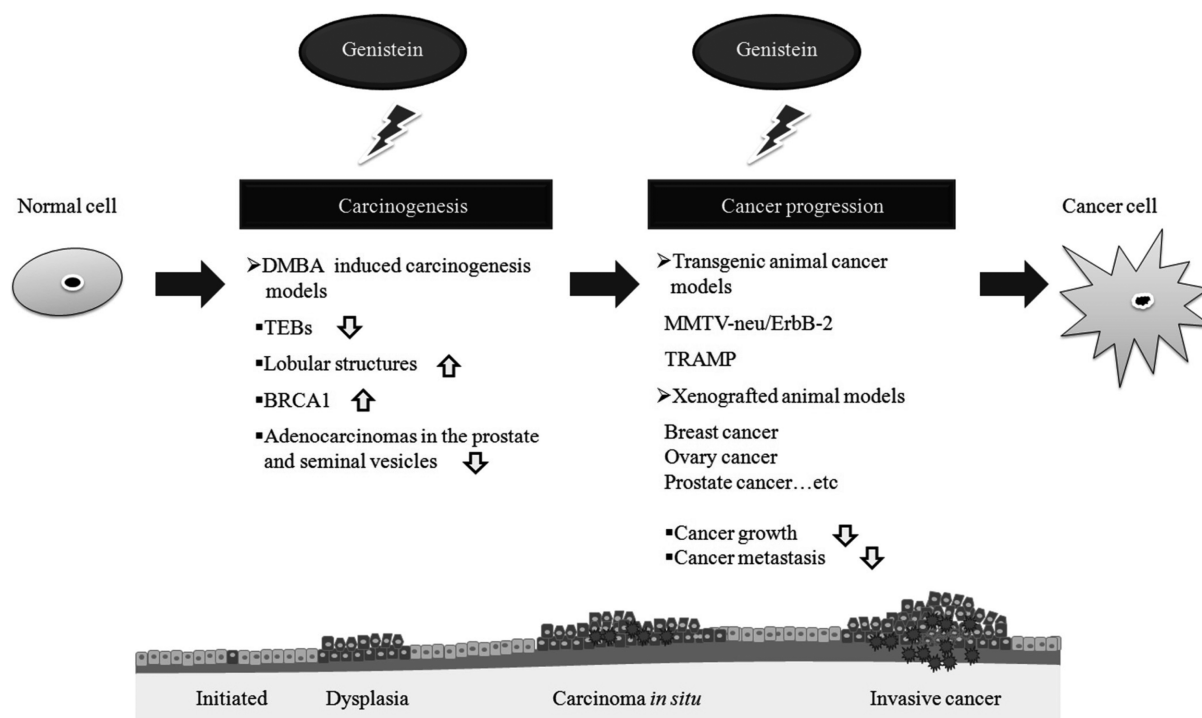 Genistein
Genistein
Normal cell
Carcinogenesis
Cancer progression
Cancer cell
➢DMBA induced carcinogenesis
models
▪TEBs
▪Lobular structures
▪BRCA1
▪Adenocarcinomas in the prostate
and seminal vesicles
➢Transgenic animal cancer
models
MMTV-neu/ErbB-2
TRAMP
➢Xenografted animal models
Breast cancer
Ovary cancer
Prostate cancer…etc
▪Cancer growth
▪Cancer metastasis
Initiated
Dysplasia
Carcinoma in situ
Invasive cancer